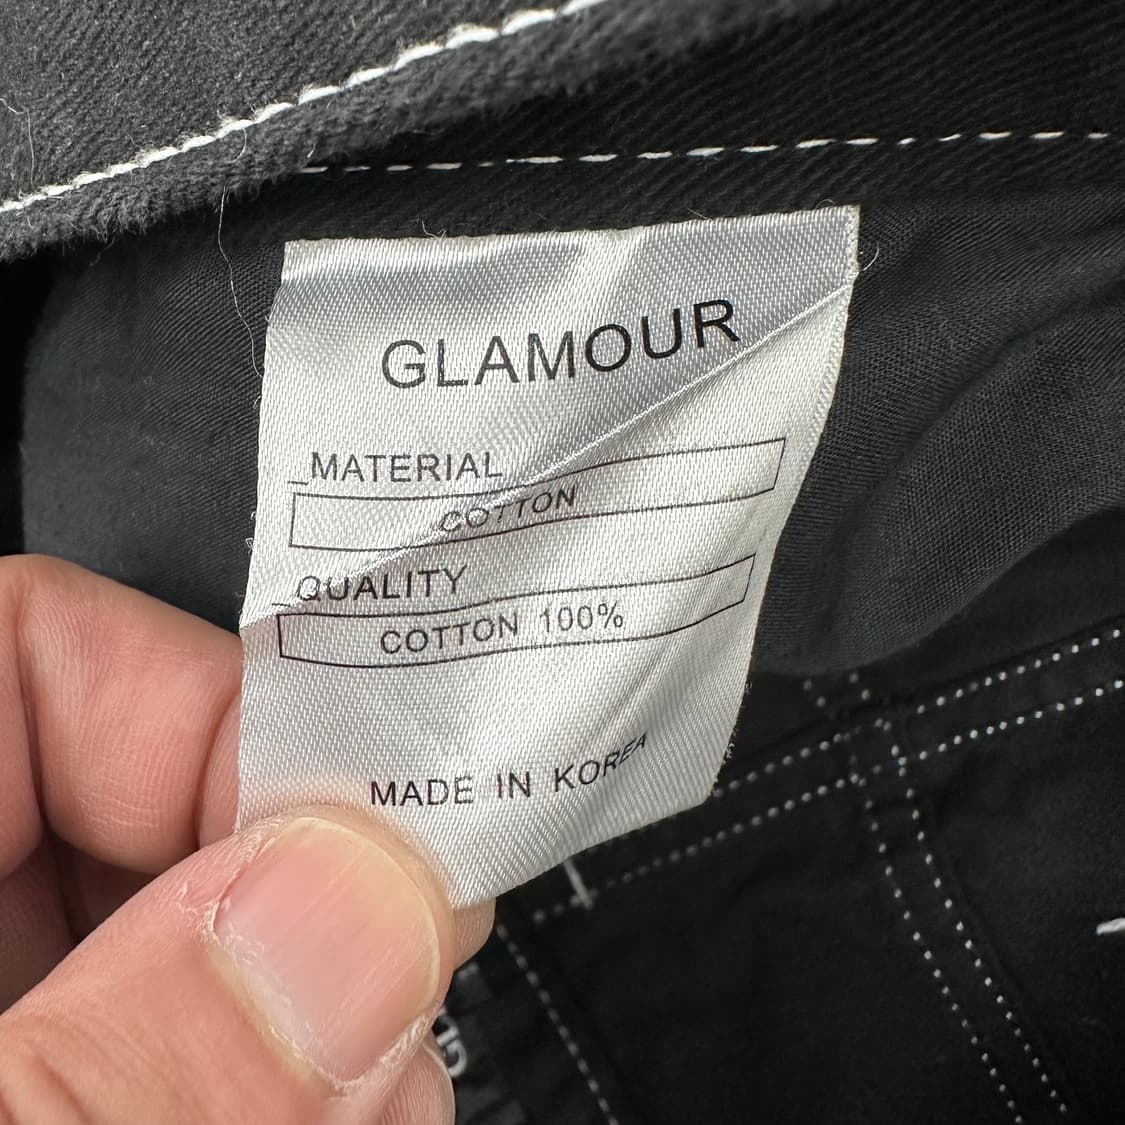 GLAMOUR
_MATERIAL
COTTON
_QUALITY
COTTON 100%
MADE IN KOREA